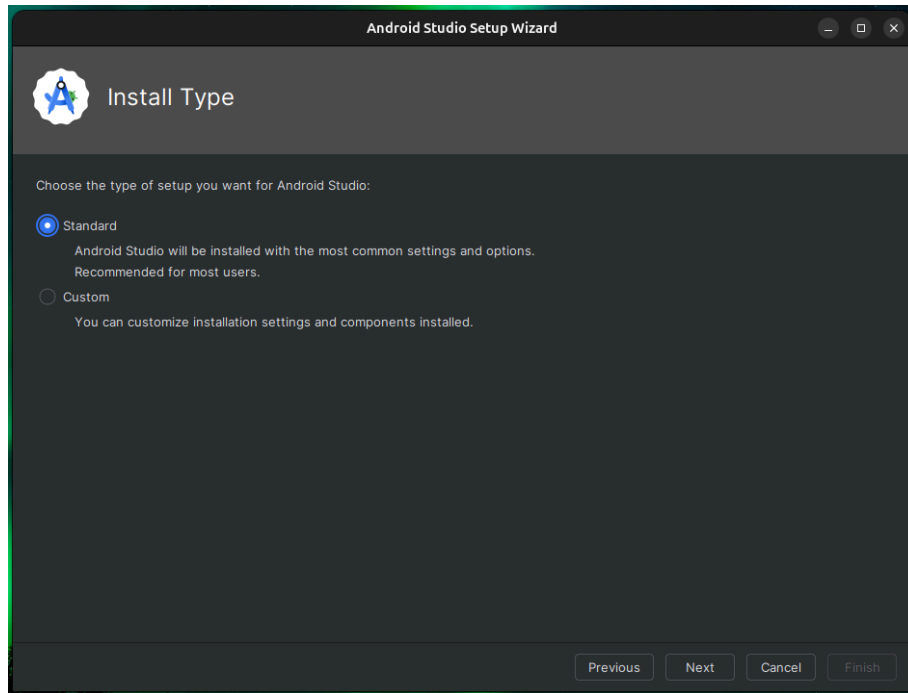 Android Studio Setup Wizard
Install Type
Choose the type of setup you want for Android Studio:
Standard
Android Studio will be installed with the most common settings and options.
Recommended for most users.
Custom
You can customize installation settings and components installed.
Previous
Next
Cancel
Finish